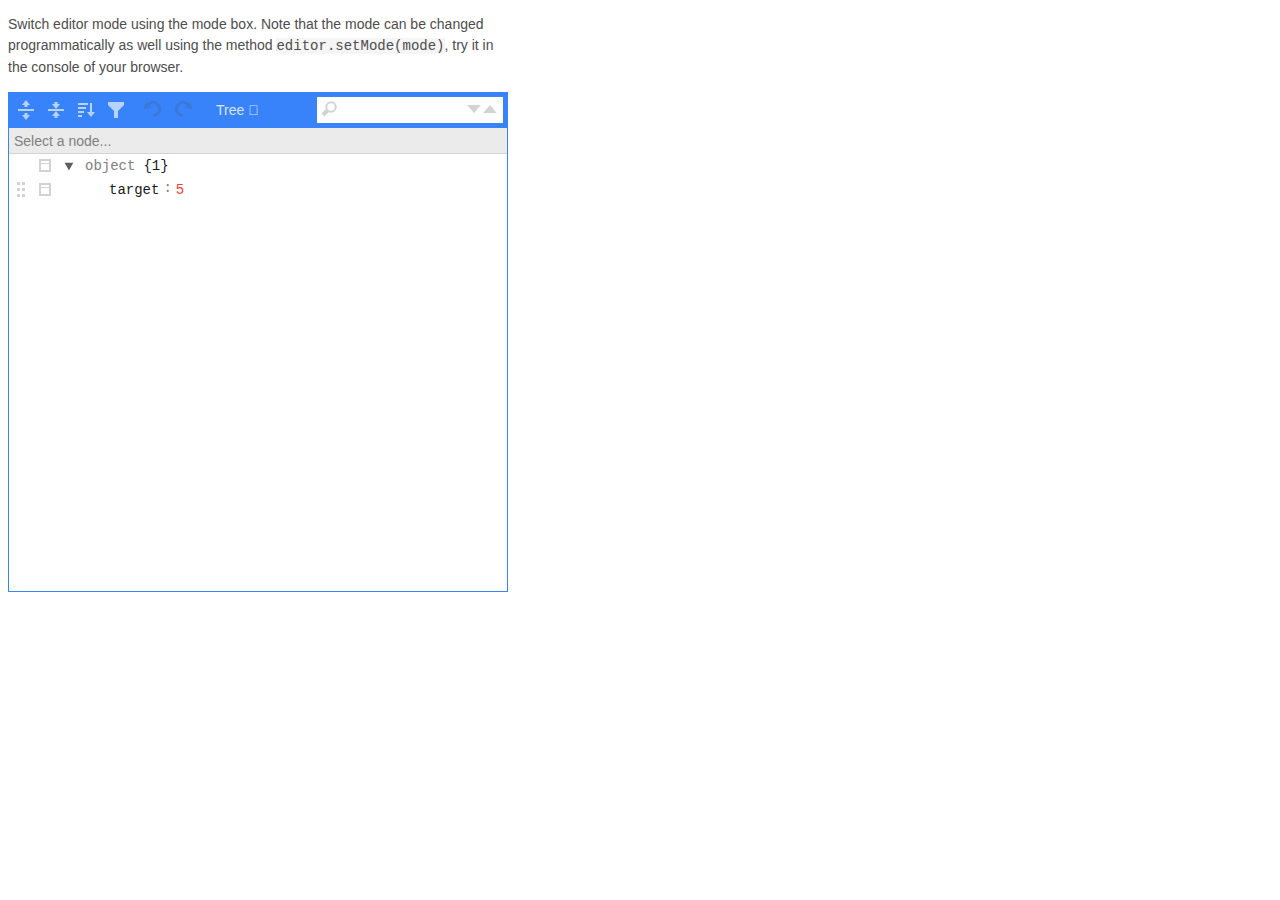 Switch editor mode using the mode box. Note that the mode can be changed
programmatically as well using the method editor.setMode(mode), try it in
the console of your browser.
Tree
Select a node...
object {1}
target : 5